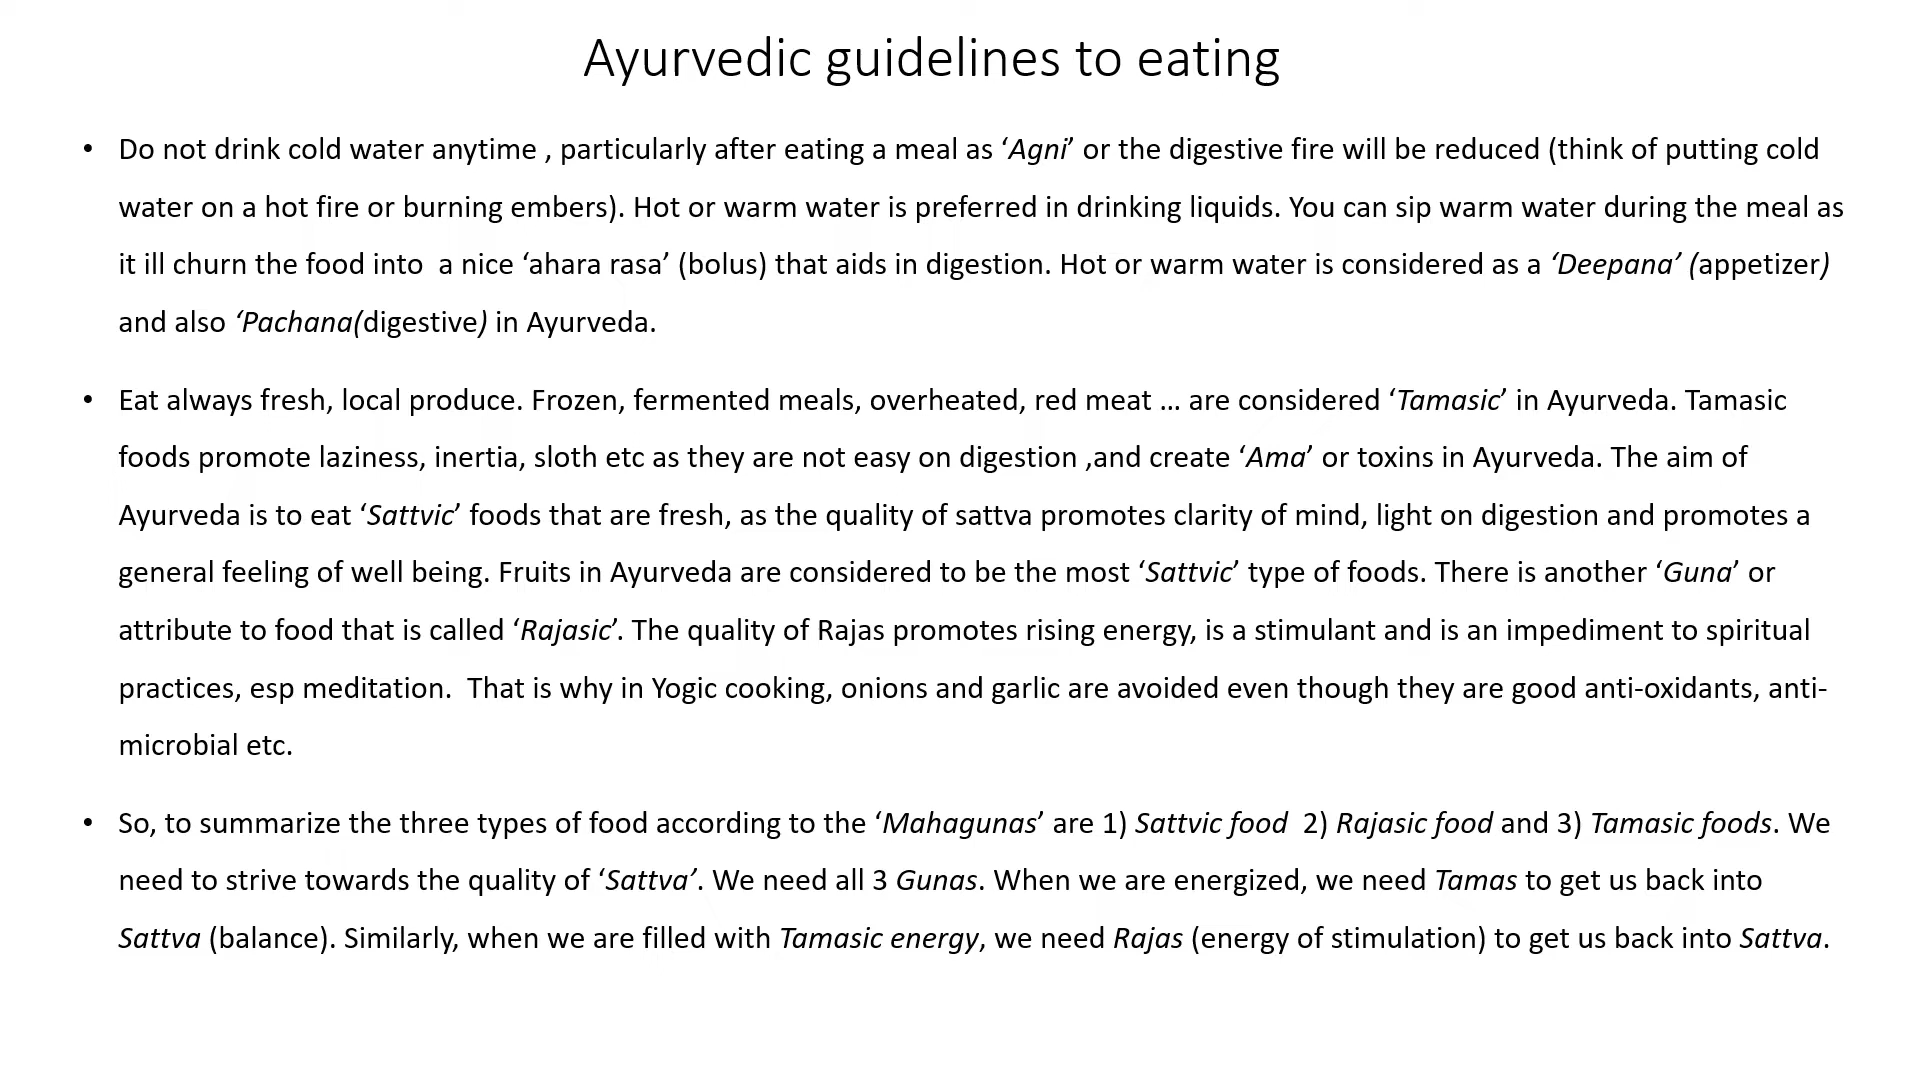 Ayurvedic guidelines to eating
• Do not drink cold water anytime , particularly after eating a meal as ‘Agni’ or the digestive fire will be reduced (think of putting cold
water on a hot fire or burning embers). Hot or warm water is preferred in drinking liquids. You can sip warm water during the meal as
it ill churn the food into  a nice ‘ahara rasa’ (bolus) that aids in digestion. Hot or warm water is considered as a ‘Deepana’ (appetizer)
and also ‘Pachana(digestive) in Ayurveda.
• Eat always fresh, local produce. Frozen, fermented meals, overheated, red meat … are considered ‘Tamasic’ in Ayurveda. Tamasic
foods promote laziness, inertia, sloth etc as they are not easy on digestion ,and create ‘Ama’ or toxins in Ayurveda. The aim of
Ayurveda is to eat ‘Sattvic’ foods that are fresh, as the quality of sattva promotes clarity of mind, light on digestion and promotes a
general feeling of well being. Fruits in Ayurveda are considered to be the most ‘Sattvic’ type of foods. There is another ‘Guna’ or
attribute to food that is called ‘Rajasic’. The quality of Rajas promotes rising energy, is a stimulant and is an impediment to spiritual
practices, esp meditation.  That is why in Yogic cooking, onions and garlic are avoided even though they are good anti-oxidants, anti-
microbial etc.
• So, to summarize the three types of food according to the ‘Mahagunas’ are 1) Sattvic food  2) Rajasic food and 3) Tamasic foods. We
need to strive towards the quality of ‘Sattva’. We need all 3 Gunas. When we are energized, we need Tamas to get us back into
Sattva (balance). Similarly, when we are filled with Tamasic energy, we need Rajas (energy of stimulation) to get us back into Sattva.